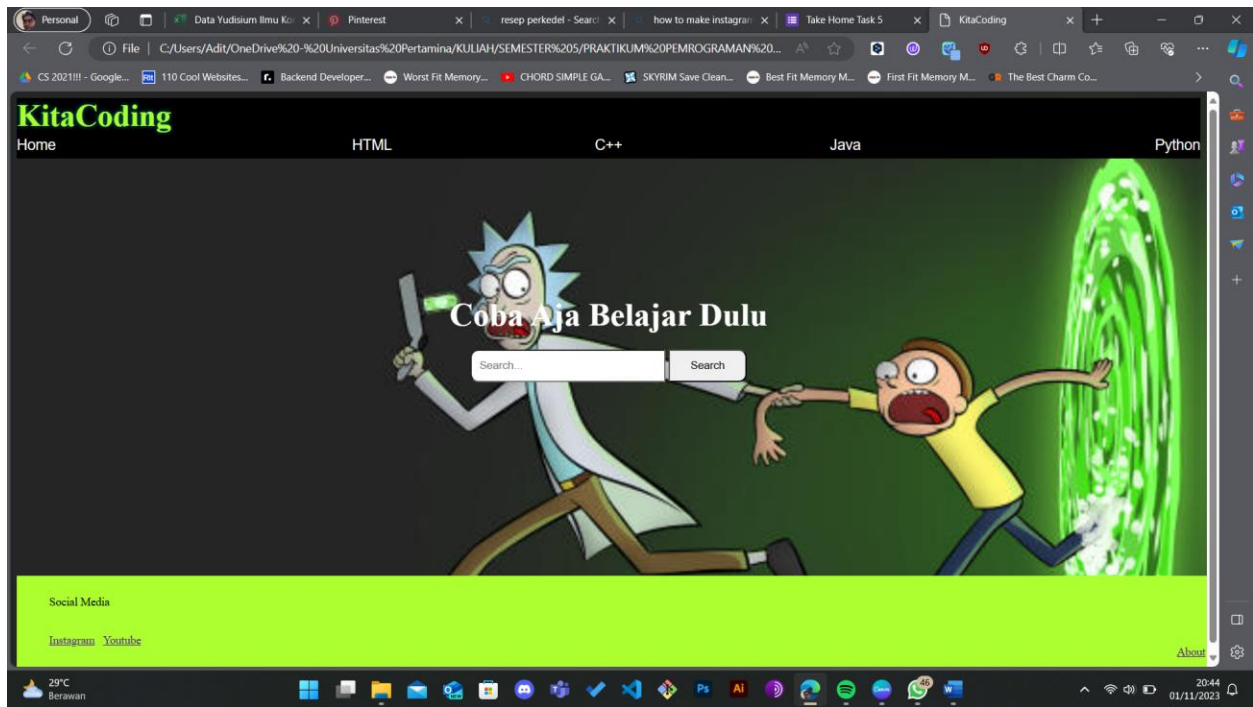 Personal
Data Yudisium Ilmu Ko
Pinterest
resep perkedel - Search
how to make instagram
Take Home Task 5
KitaCoding
File
C:/Users/Adit/OneDrive%20-%20Universitas%20Pertamina/KULIAH/SEMESTER%205/PRAKTIKUM%20PEMROGRAMAN%20...
CS 2021!!! - Google...
110 Cool Websites...
Backend Developer...
Worst Fit Memory...
CHORD SIMPLE GA...
SKYRIM Save Clean...
Best Fit Memory M...
First Fit Memory M...
The Best Charm Co...
KitaCoding
Home HTML C++ Java Python
Coba Aja Belajar Dulu
Search... Search
Social Media
Instagram Youtube
About
29°C
Berawan
Ps
Ai
46
20:44
01/11/2023